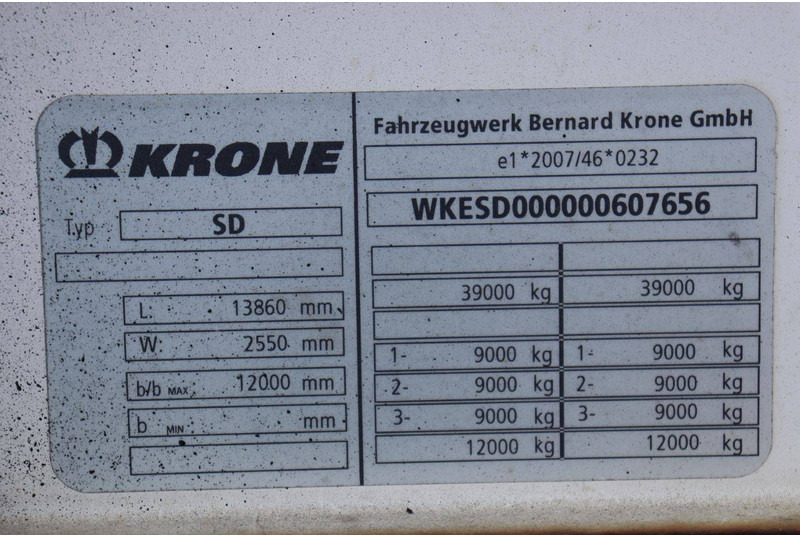 KRONE
Typ SD
L: 13860 mm
W: 2550 mm
b/b MAX 12000 mm
b MIN mm
Fahrzeugwerk Bernard Krone GmbH
e1*2007/46*0232
WKESD000000607656
39000 kg 39000 kg
1- 9000 kg 1- 9000 kg
2- 9000 kg 2- 9000 kg
3- 9000 kg 3- 9000 kg
12000 kg 12000 kg